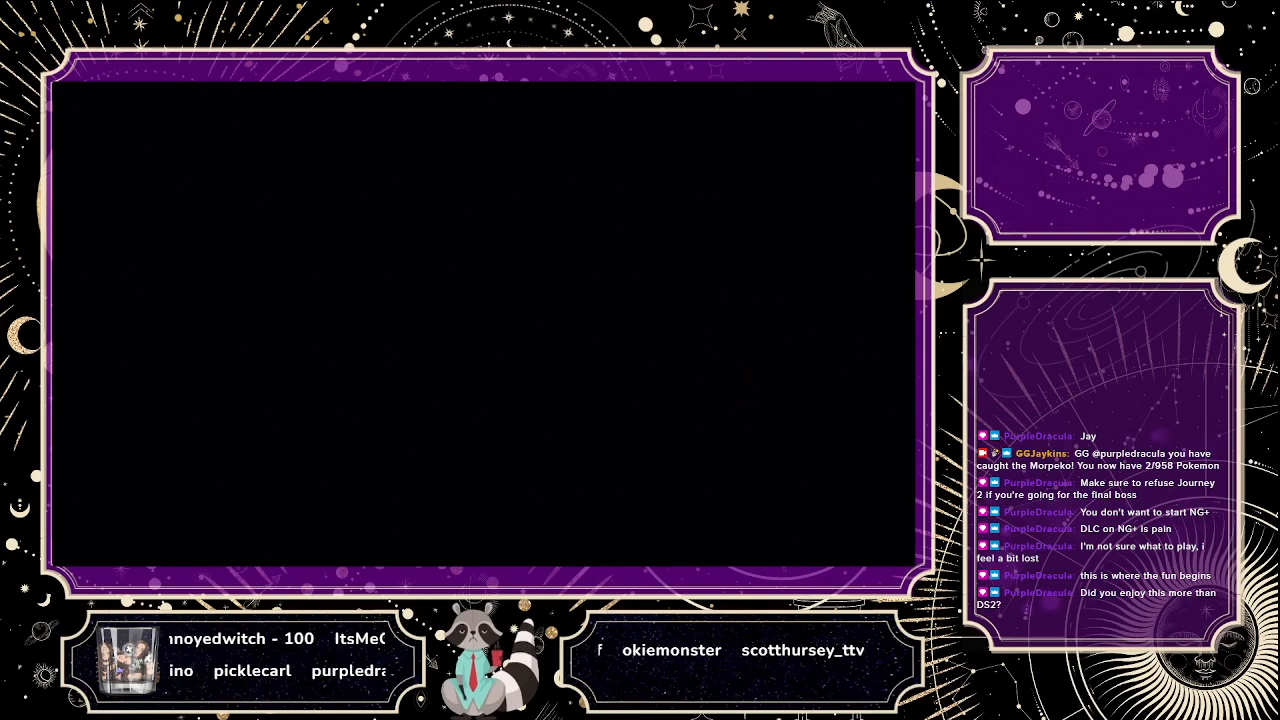 PurpleDracula: Jay
GGJaykins: GG @purpledracula you have
caught the Morpeko! You now have 2/958 Pokemon
PurpleDracula: Make sure to refuse Journey
2 if you're going for the final boss
PurpleDracula: You don't want to start NG+
PurpleDracula: DLC on NG+ is pain
PurpleDracula: I'm not sure what to play, i
feel a bit lost
PurpleDracula: this is where the fun begins
PurpleDracula: Did you enjoy this more than
DS2?
nnoyedwitch - 100 ItsMe
ino picklecarl purpledra
okiemonster scotthursey_ttv